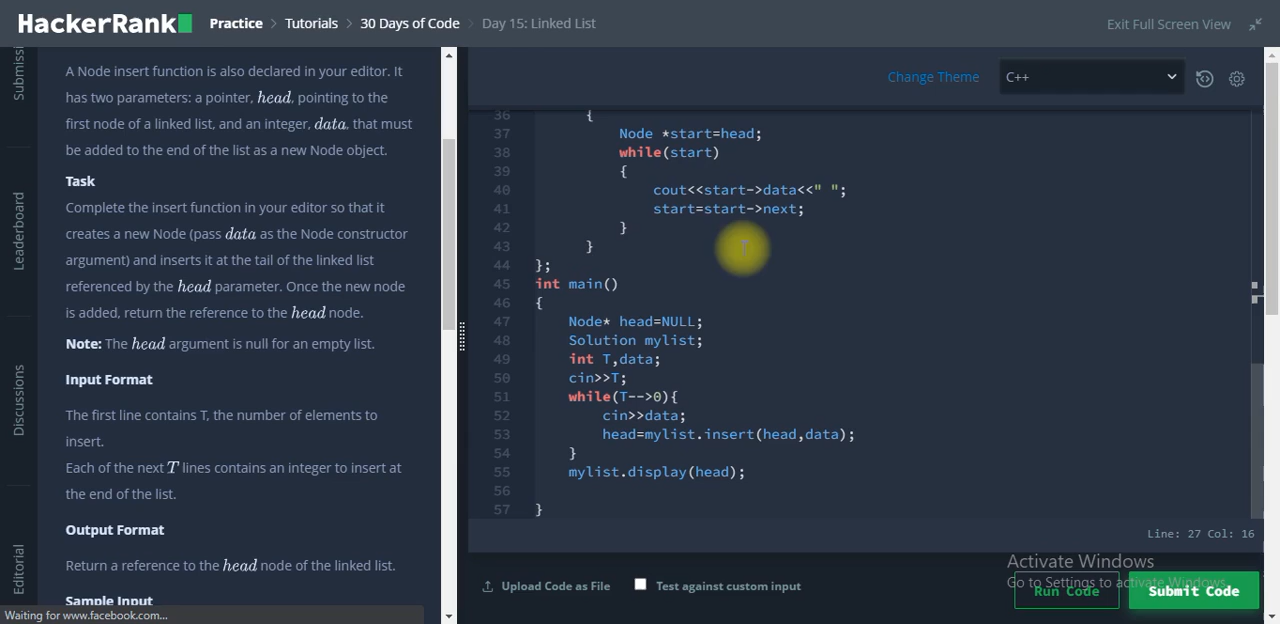 HackerRank
Practice > Tutorials > 30 Days of Code > Day 15: Linked List
Exit Full Screen View
Leaderboard
Discussions
Editorial
A Node insert function is also declared in your editor. It
has two parameters: a pointer, head, pointing to the
first node of a linked list, and an integer, data, that must
be added to the end of the list as a new Node object.
Task
Complete the insert function in your editor so that it
creates a new Node (pass data as the Node constructor
argument) and inserts it at the tail of the linked list
referenced by the head parameter. Once the new node
is added, return the reference to the head node.
Note: The head argument is null for an empty list.
Input Format
The first line contains T, the number of elements to
insert.
Each of the next T lines contains an integer to insert at
the end of the list.
Output Format
Return a reference to the head node of the linked list.
Sample Input
Waiting for www.facebook.com...
Change Theme
C++
36 {
37 Node *start=head;
38 while(start)
39 {
40 cout<<start->data<<" ";
41 start=start->next;
42 }
43 }
44 };
45 int main()
46 {
47 Node* head=NULL;
48 Solution mylist;
49 int T,data;
50 cin>>T;
51 while(T-->0){
52 cin>>data;
53 head=mylist.insert(head,data);
54 }
55 mylist.display(head);
56
57 }
Line: 27 Col: 16
Upload Code as File
Test against custom input
Run Code
Submit Code
Activate Windows
Go to Settings to activate Windows.